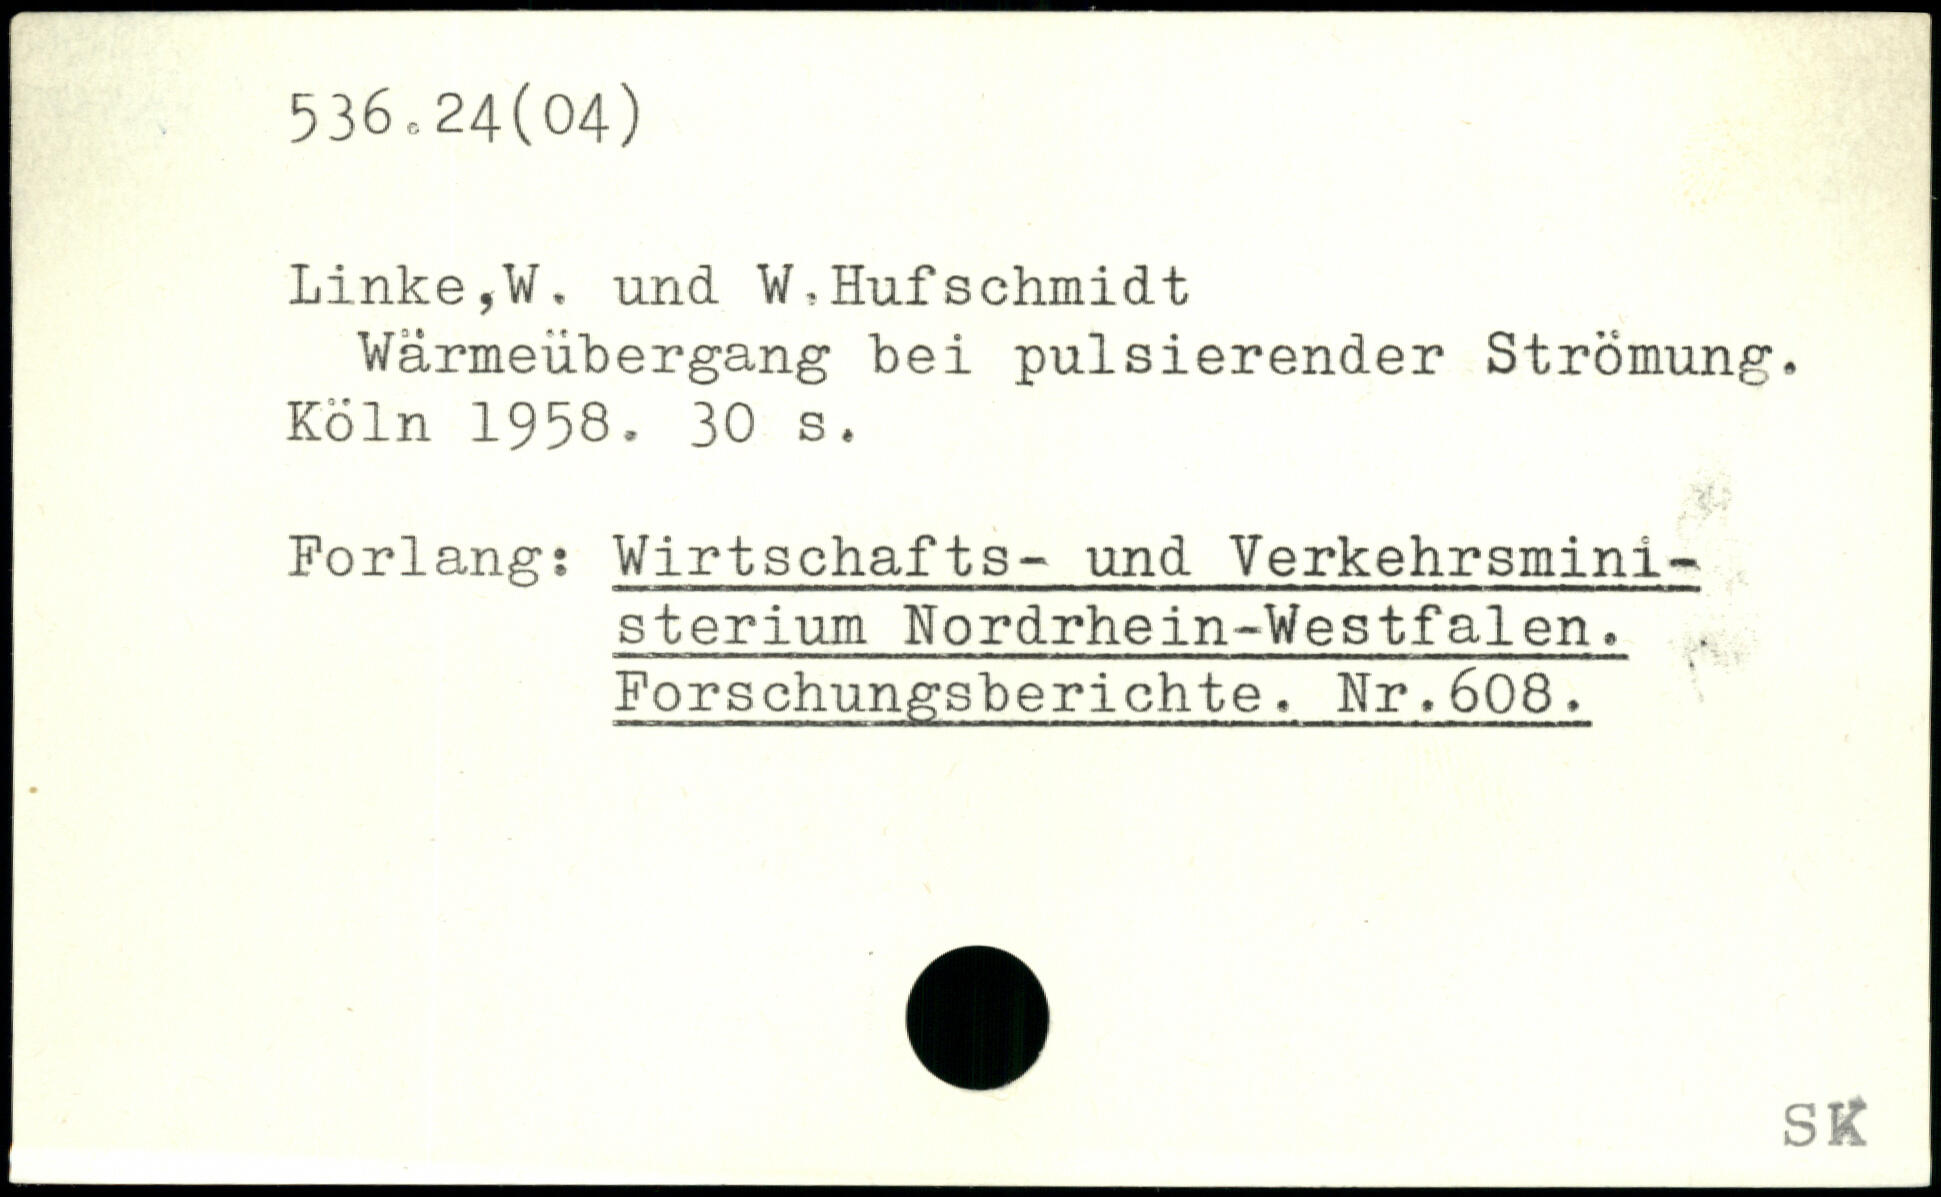 536.24(04)
Linke,W. und W.Hufschmidt
Wärmeübergang bei pulsierender Strömung.
Köln 1958. 30 s.
Forlang: Wirtschafts- und Verkehrsmini-
sterium Nordrhein-Westfalen.
Forschungsberichte. Nr.608.
SK